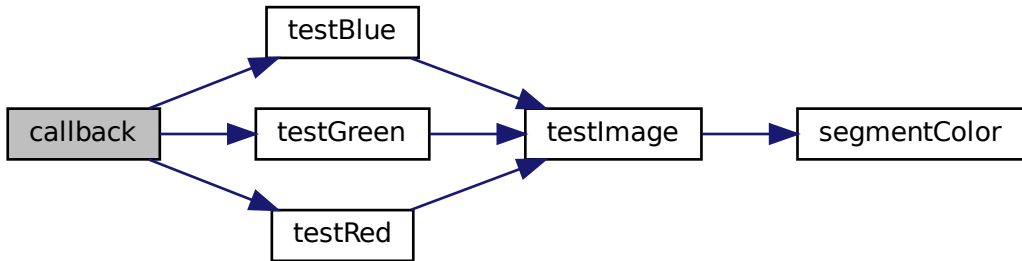 testBlue
callback
testGreen
testImage
segmentColor
testRed